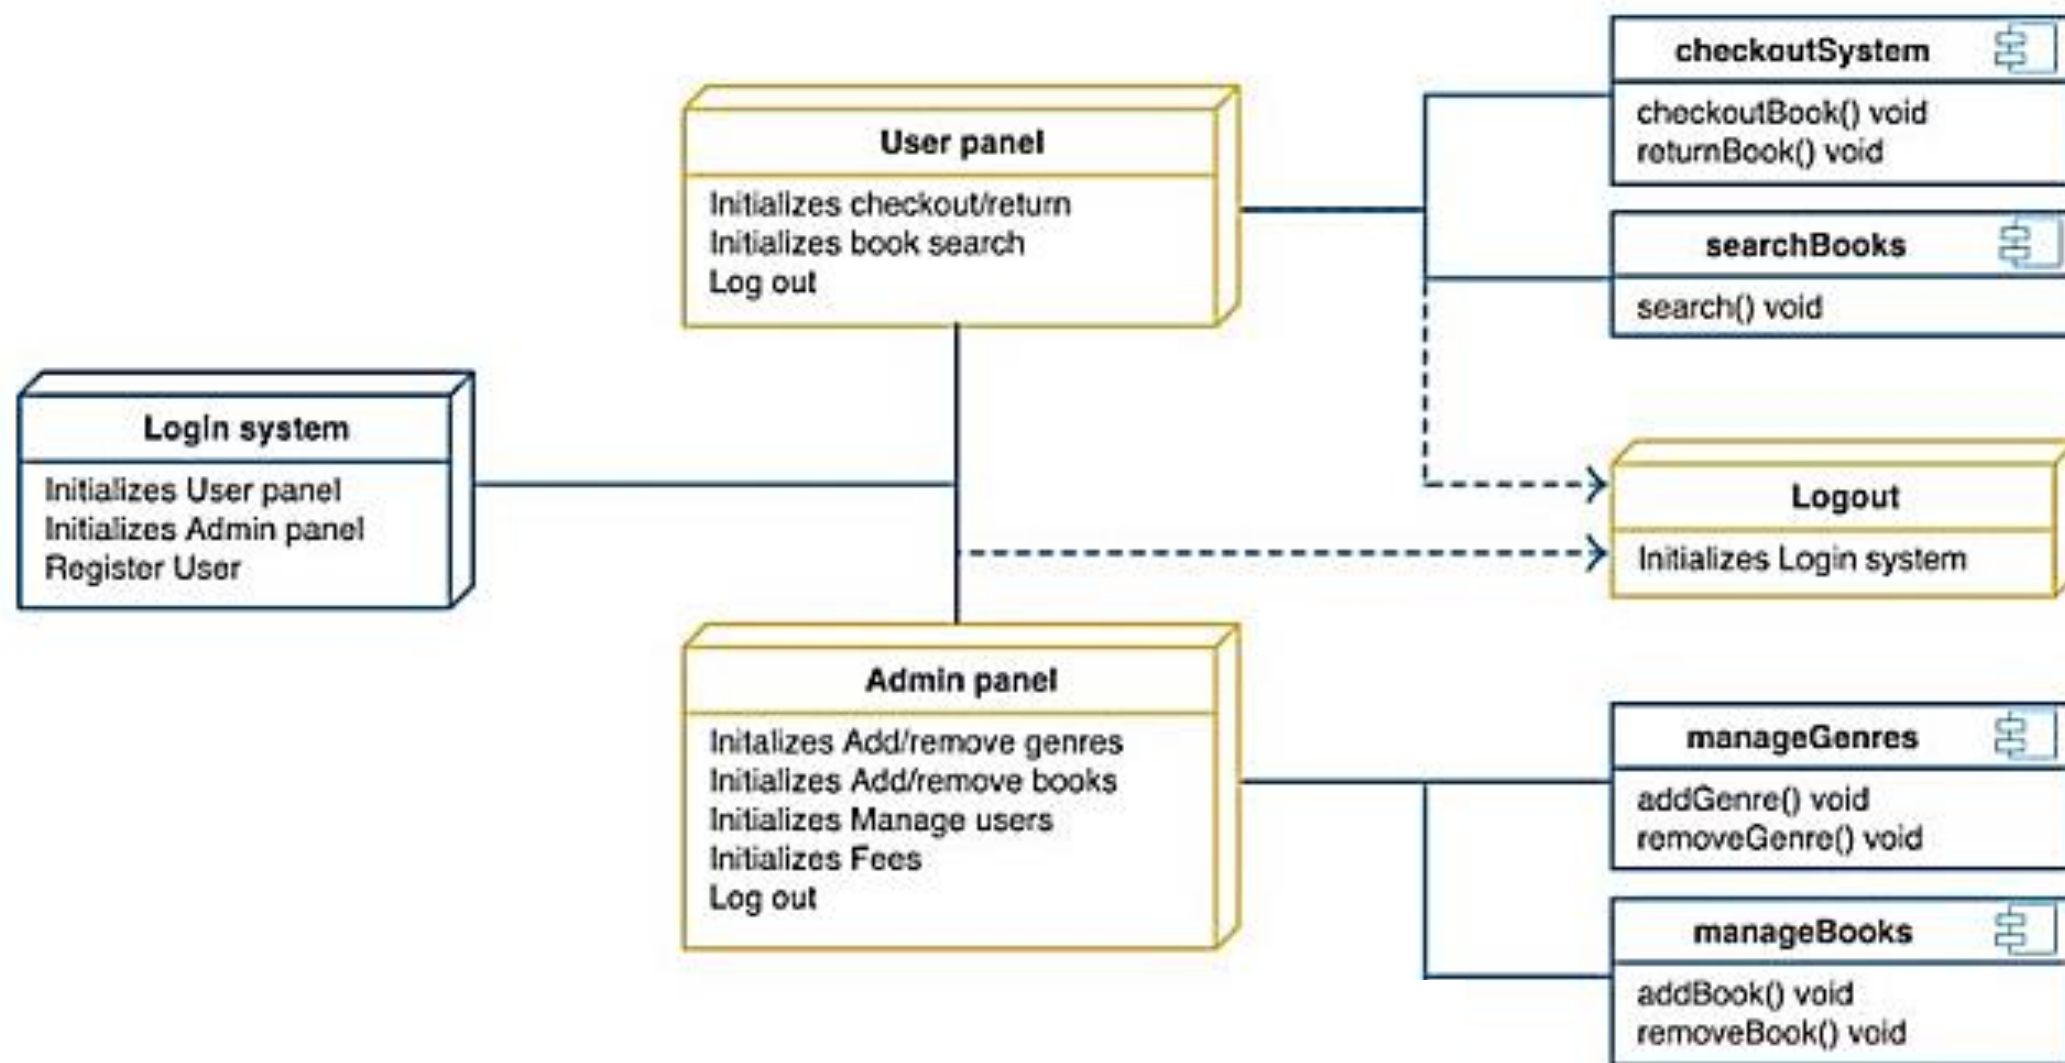 checkoutSystem
checkoutBook() void
returnBook() void
User panel
Initializes checkout/return
Initializes book search
Log out
searchBooks
search() void
Login system
Initializes User panel
Initializes Admin panel
Register User
Logout
Initializes Login system
Admin panel
Initalizes Add/remove genres
Initializes Add/remove books
Initializes Manage users
Initializes Fees
Log out
manageGenres
addGenre() void
removeGenre() void
manageBooks
addBook() void
removeBook() void